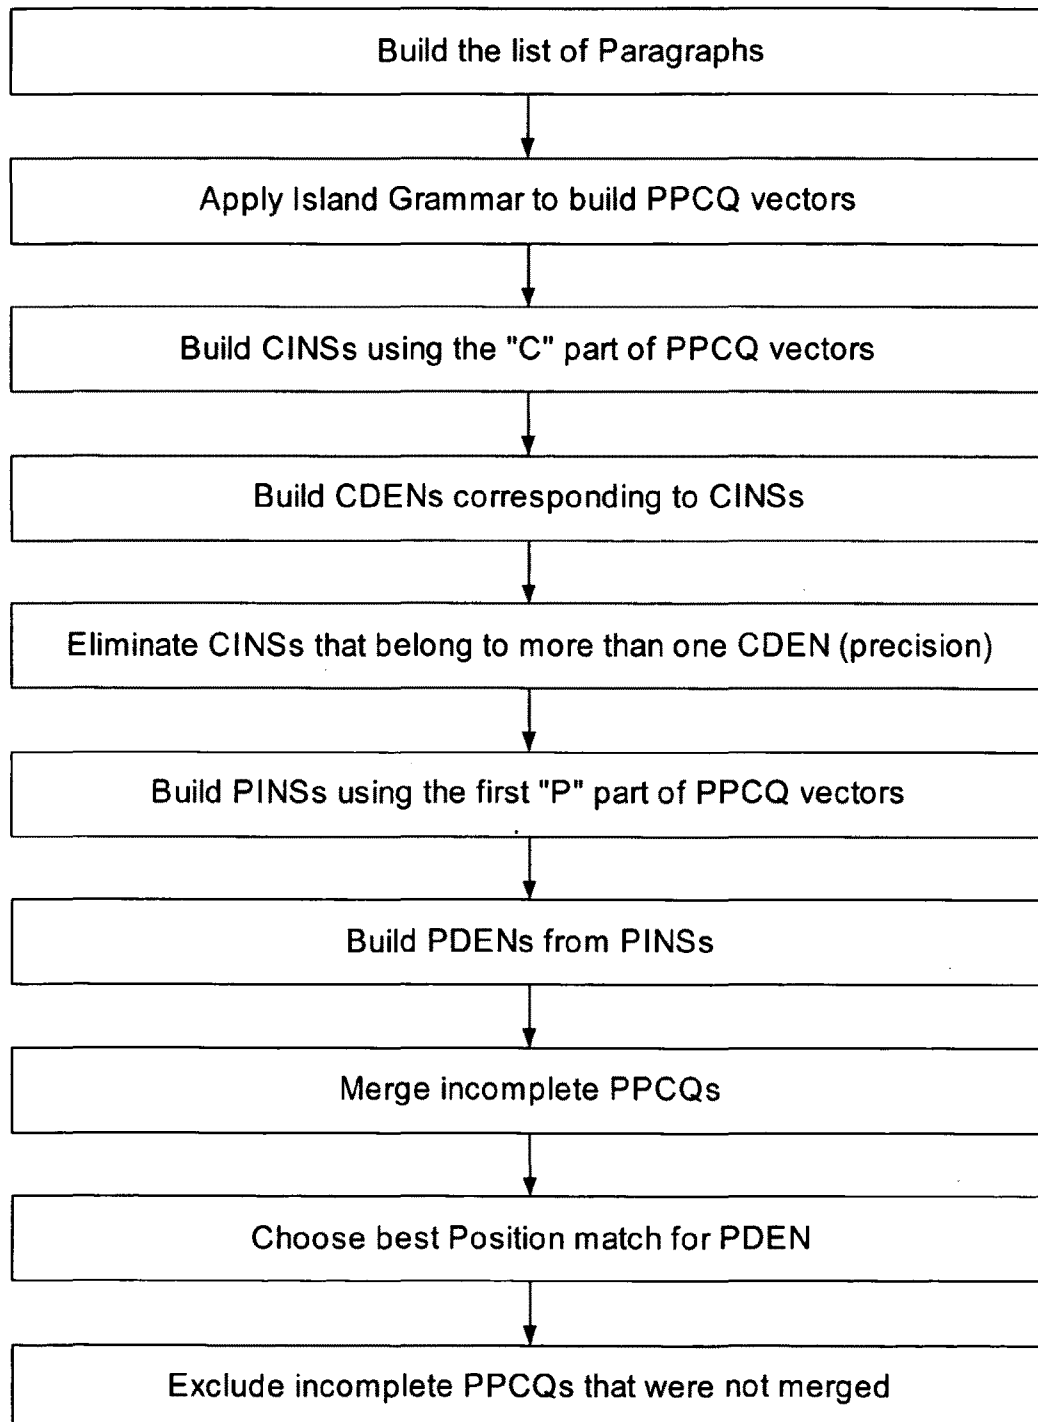 Build the list of Paragraphs
Apply Island Grammar to build PPCQ vectors
Build CINSs using the "C" part of PPCQ vectors
Build CDENs corresponding to CINSs
Eliminate CINSs that belong to more than one CDEN (precision)
Build PINSs using the first "P" part of PPCQ vectors
Build PDENs from PINSs
Merge incomplete PPCQs
Choose best Position match for PDEN
Exclude incomplete PPCQs that were not merged